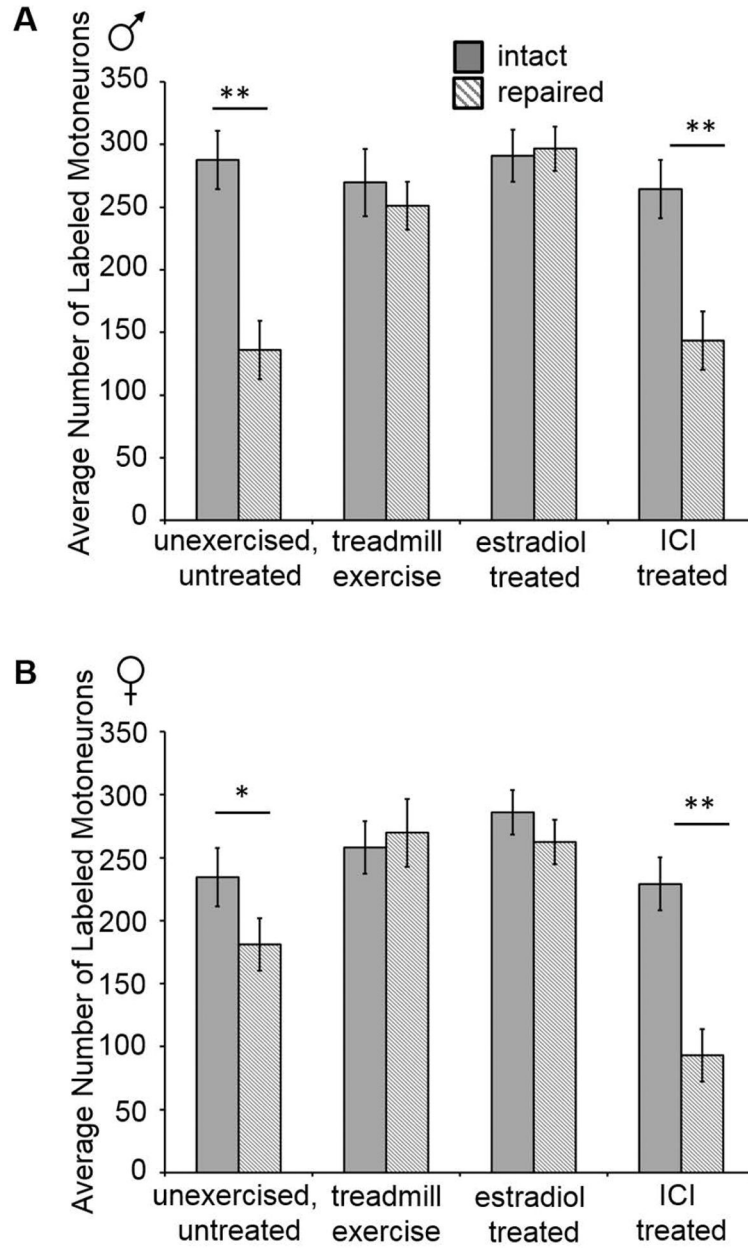 A ♂
intact
repaired
Average Number of Labeled Motoneurons
350
300
250
200
150
100
50
0
** **
unexercised, treadmill estradiol ICI
untreated exercise treated treated
B ♀
Average Number of Labeled Motoneurons
350
300
250
200
150
100
50
0
* **
unexercised, treadmill estradiol ICI
untreated exercise treated treated